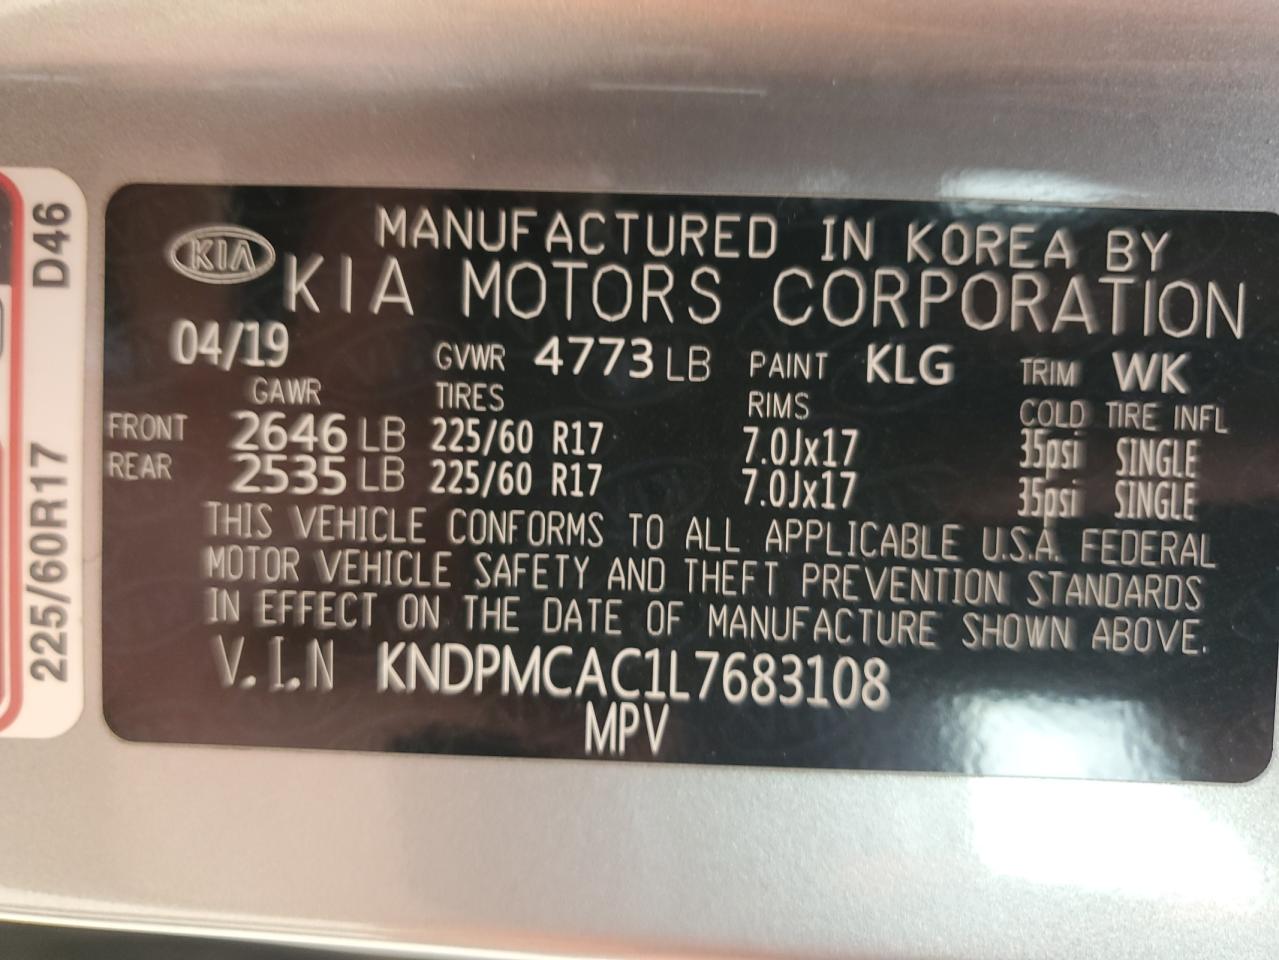 D46
225/60R17
KIA
MANUFACTURED IN KOREA BY
KIA MOTORS CORPORATION
04/19 GVWR 4773 LB PAINT KLG TRIM WK
GAWR TIRES RIMS COLD TIRE INFL
FRONT 2646 LB 225/60 R17 7.0Jx17 35psi SINGLE
REAR 2535 LB 225/60 R17 7.0Jx17 35psi SINGLE
THIS VEHICLE CONFORMS TO ALL APPLICABLE U.S.A. FEDERAL
MOTOR VEHICLE SAFETY AND THEFT PREVENTION STANDARDS
IN EFFECT ON THE DATE OF MANUFACTURE SHOWN ABOVE.
V.I.N KNDPMCAC1L7683108
MPV